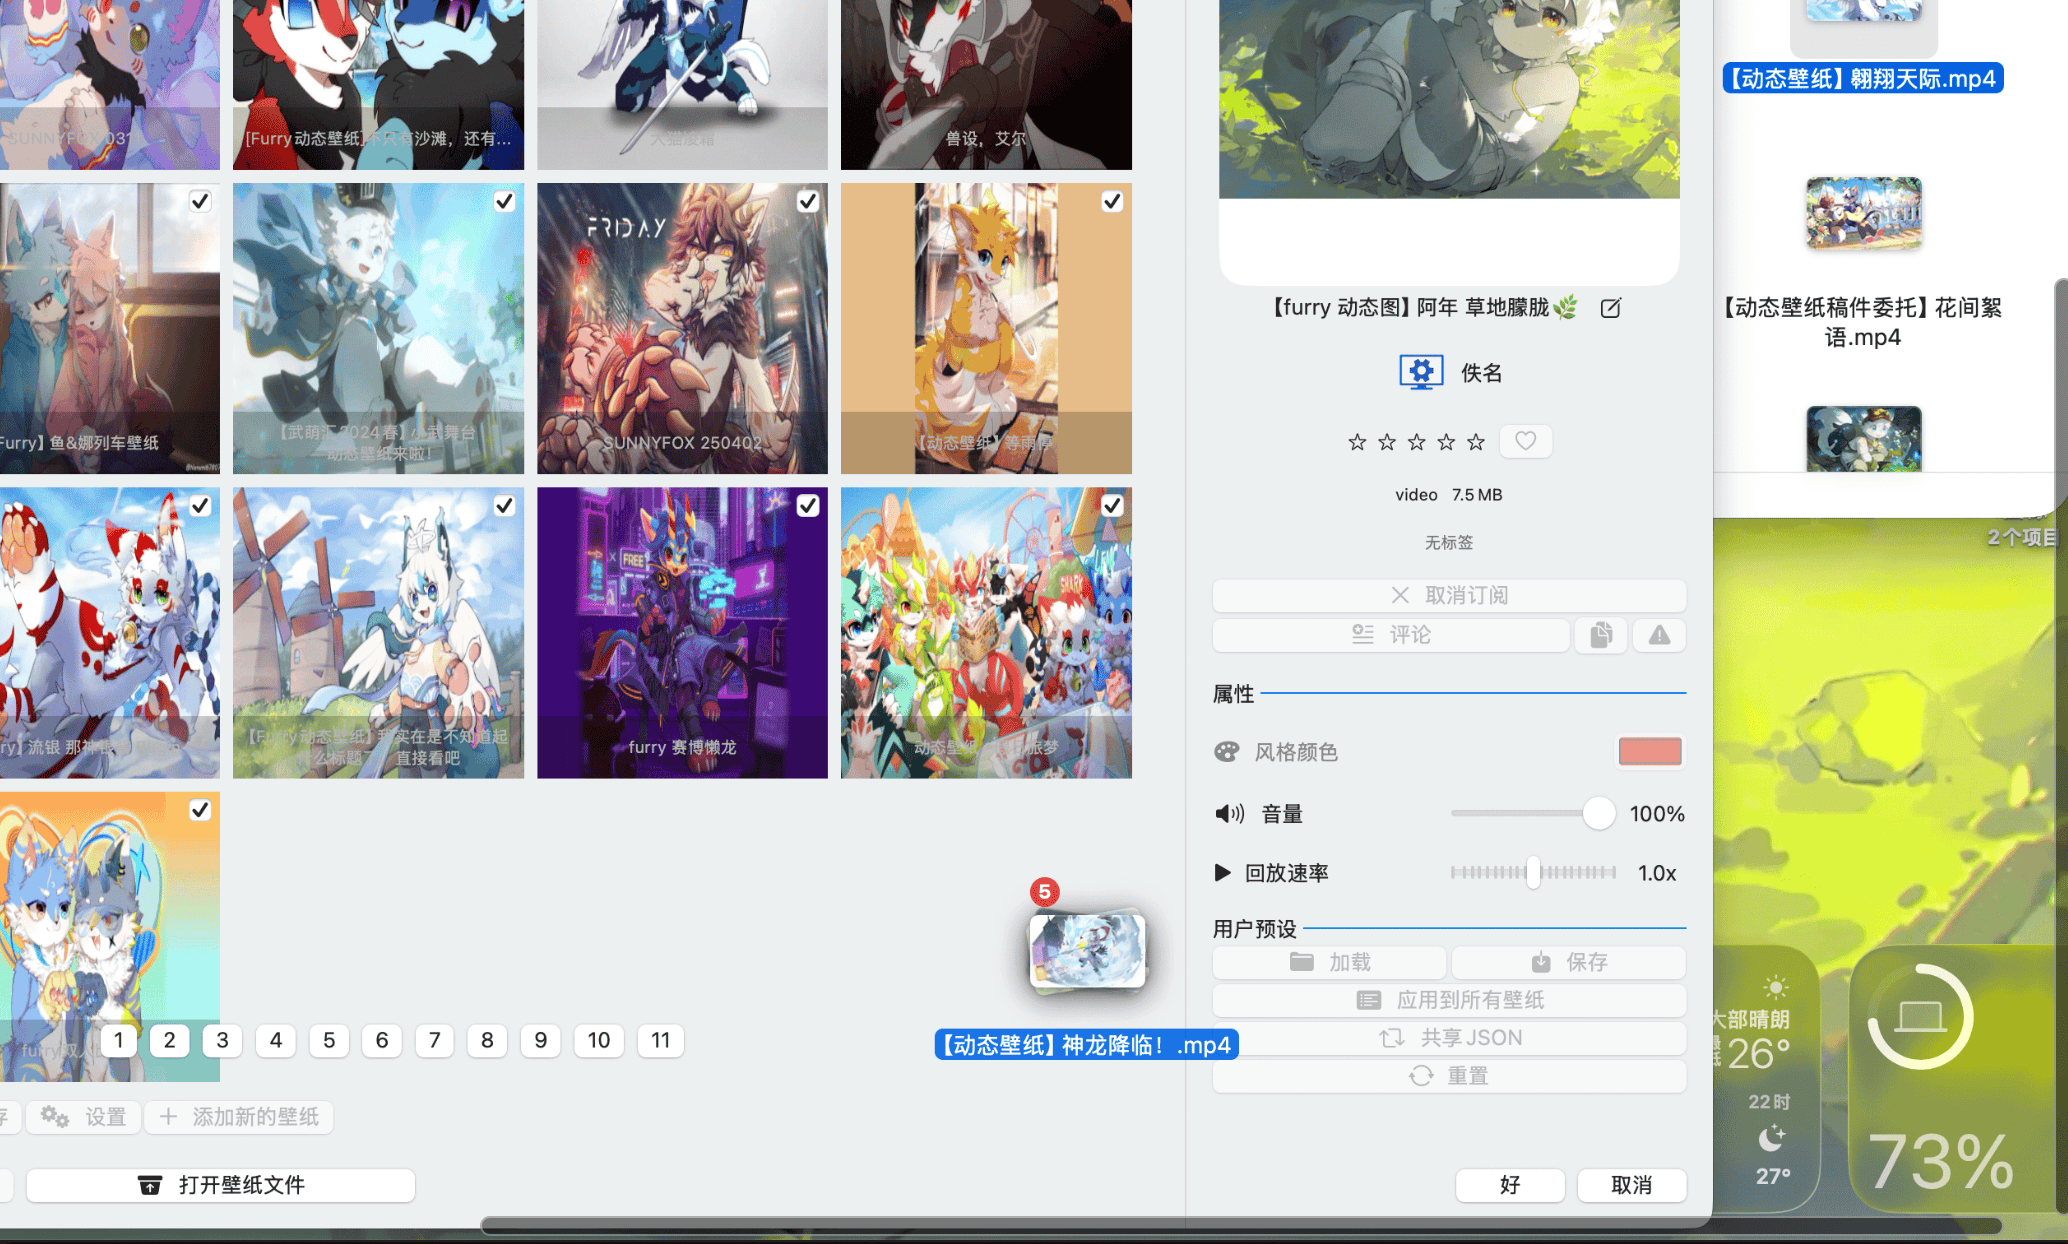 SUNNYFOX 031
[Furry动态壁纸]不只有沙滩，还有...
大猫凌霜
兽设，艾尔
Furry】鱼&娜列车壁纸
【武萌汇2024春】小武舞台
动态壁纸来啦！
FRIDAY
SUNNYFOX 250402
【动态壁纸】等雨停
ry】流银 那神
【Furry动态壁纸】我实在是不知道起
什么标题了，直接看吧
FREE
furry 赛博懒龙
SHARK
动态壁纸
旅梦
furry双人
1
2
3
4
5
6
7
8
9
10
11
存
设置
添加新的壁纸
打开壁纸文件
5
【动态壁纸】神龙降临！.mp4
【furry 动态图】阿年 草地朦胧🌿
佚名
video 7.5 MB
无标签
取消订阅
评论
属性
风格颜色
音量
100%
回放速率
1.0x
用户预设
加载
保存
应用到所有壁纸
共享JSON
重置
好
取消
【动态壁纸】翱翔天际.mp4
【动态壁纸稿件委托】花间絮
语.mp4
2个项目
大部晴朗
26°
22时
27°
73%